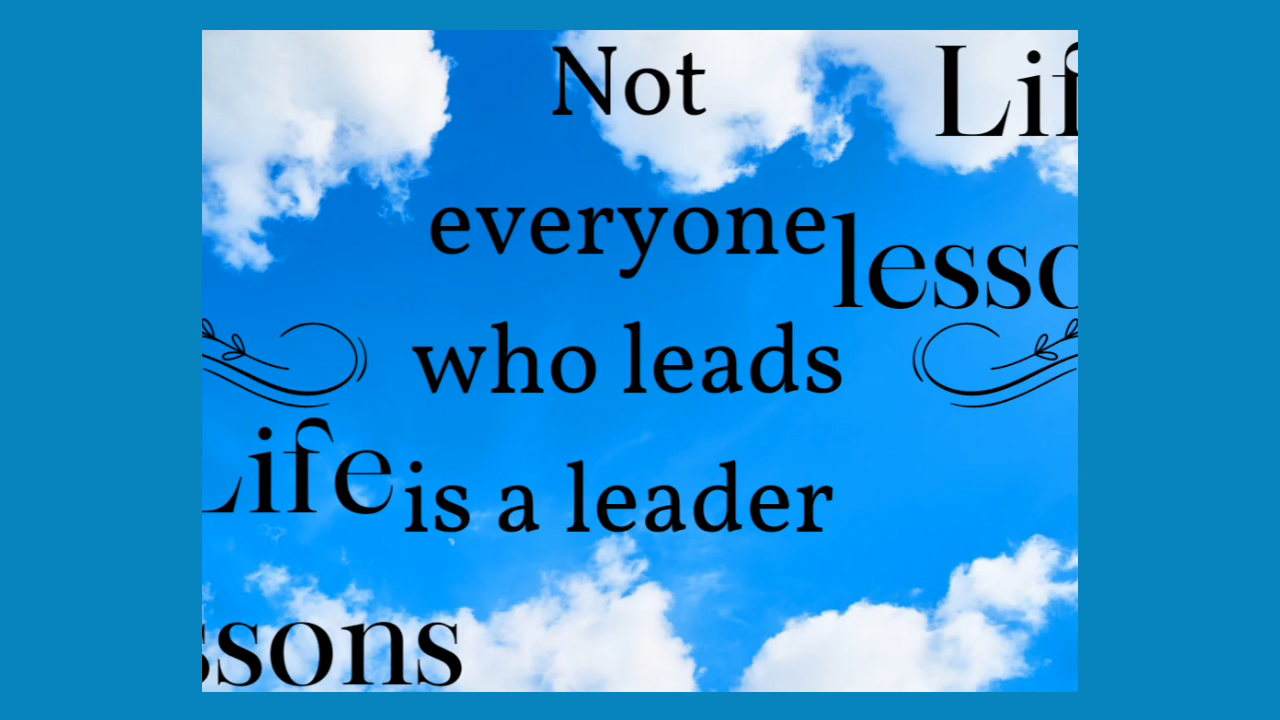 Not
Lif
everyone
lesso
who leads
Life
is a leader
ssons